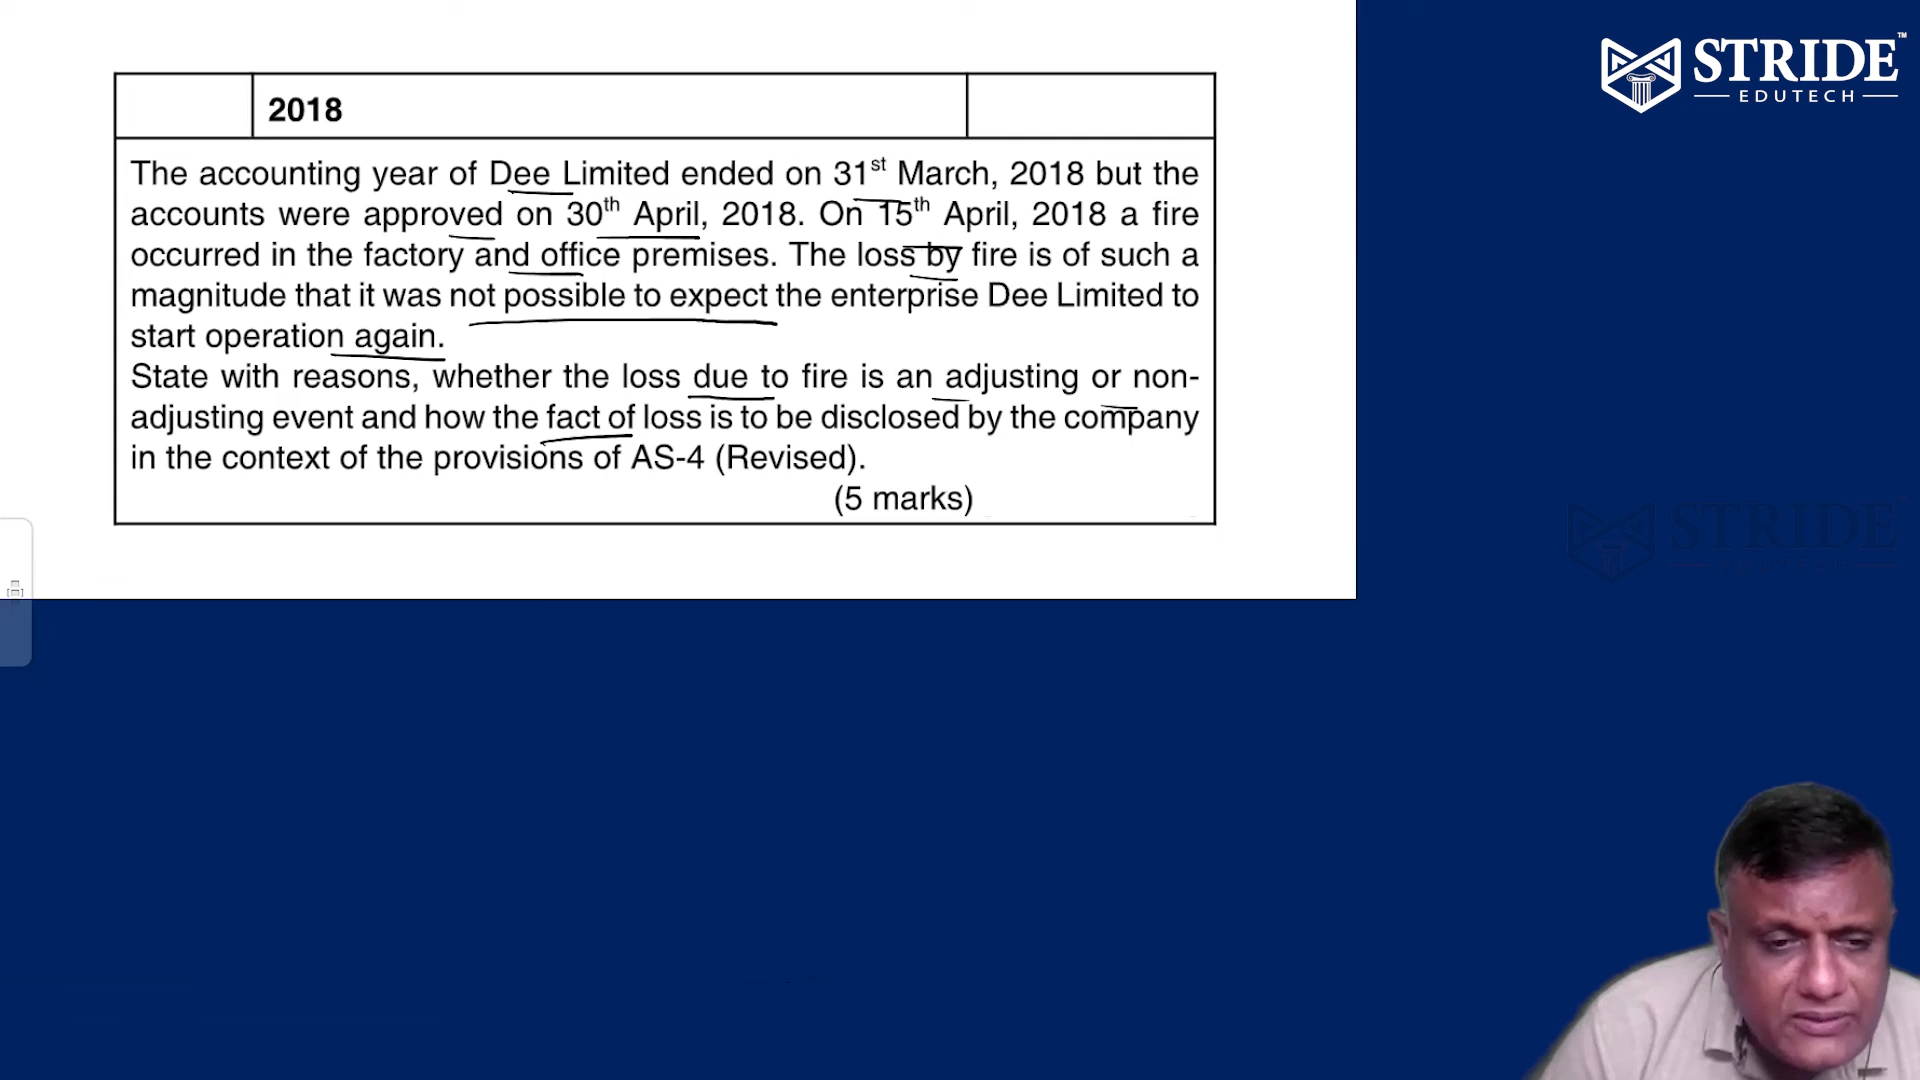 STRIDE™
EDUTECH
2018
The accounting year of Dee Limited ended on 31st March, 2018 but the
accounts were approved on 30th April, 2018. On 15th April, 2018 a fire
occurred in the factory and office premises. The loss by fire is of such a
magnitude that it was not possible to expect the enterprise Dee Limited to
start operation again.
State with reasons, whether the loss due to fire is an adjusting or non-
adjusting event and how the fact of loss is to be disclosed by the company
in the context of the provisions of AS-4 (Revised).
(5 marks)
STRIDE
EDUTECH